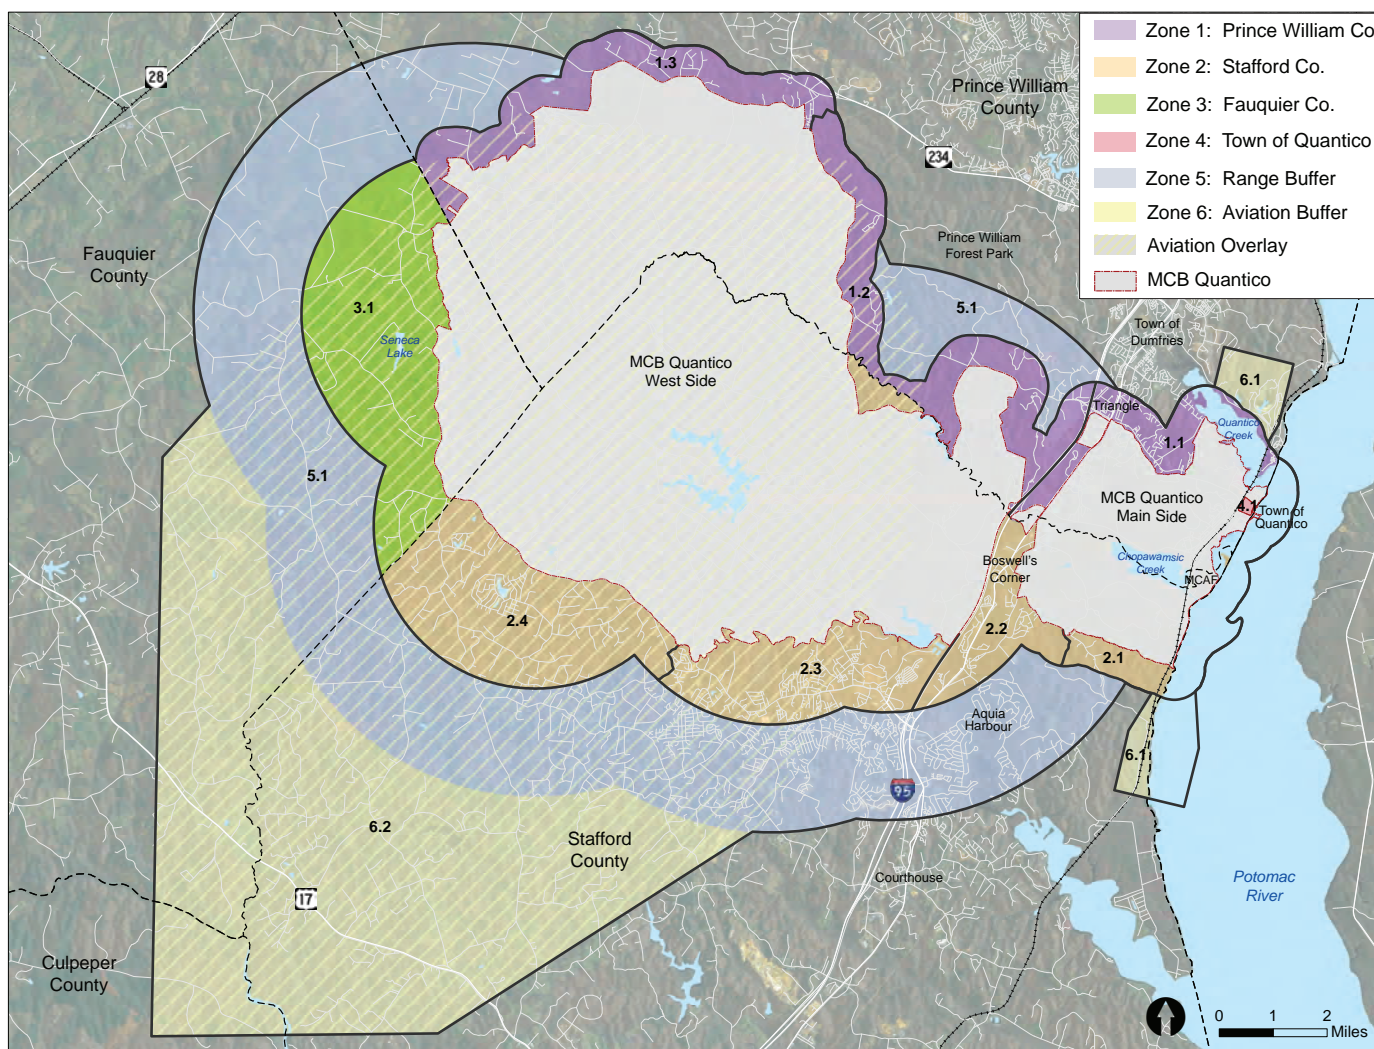 Zone 1: Prince William Co
Zone 2: Stafford Co.
Zone 3: Fauquier Co.
Zone 4: Town of Quantico
Zone 5: Range Buffer
Zone 6: Aviation Buffer
Aviation Overlay
MCB Quantico
28
1.3
Prince William
County
234
Prince William
Forest Park
Fauquier
County
3.1
Seneca
Lake
1.2
5.1
Town of
Dumfries
MCB Quantico
West Side
6.1
Triangle
Quantico
Creek
1.1
5.1
MCB Quantico
Main Side
4.1
Town of
Quantico
Boswell's
Corner
Chopawamsic
Creek
MCAF
2.4
2.2
2.1
2.3
Aquia
Harbour
6.1
95
6.2
Stafford
County
Courthouse
17
Potomac
River
Culpeper
County
0 1 2
Miles